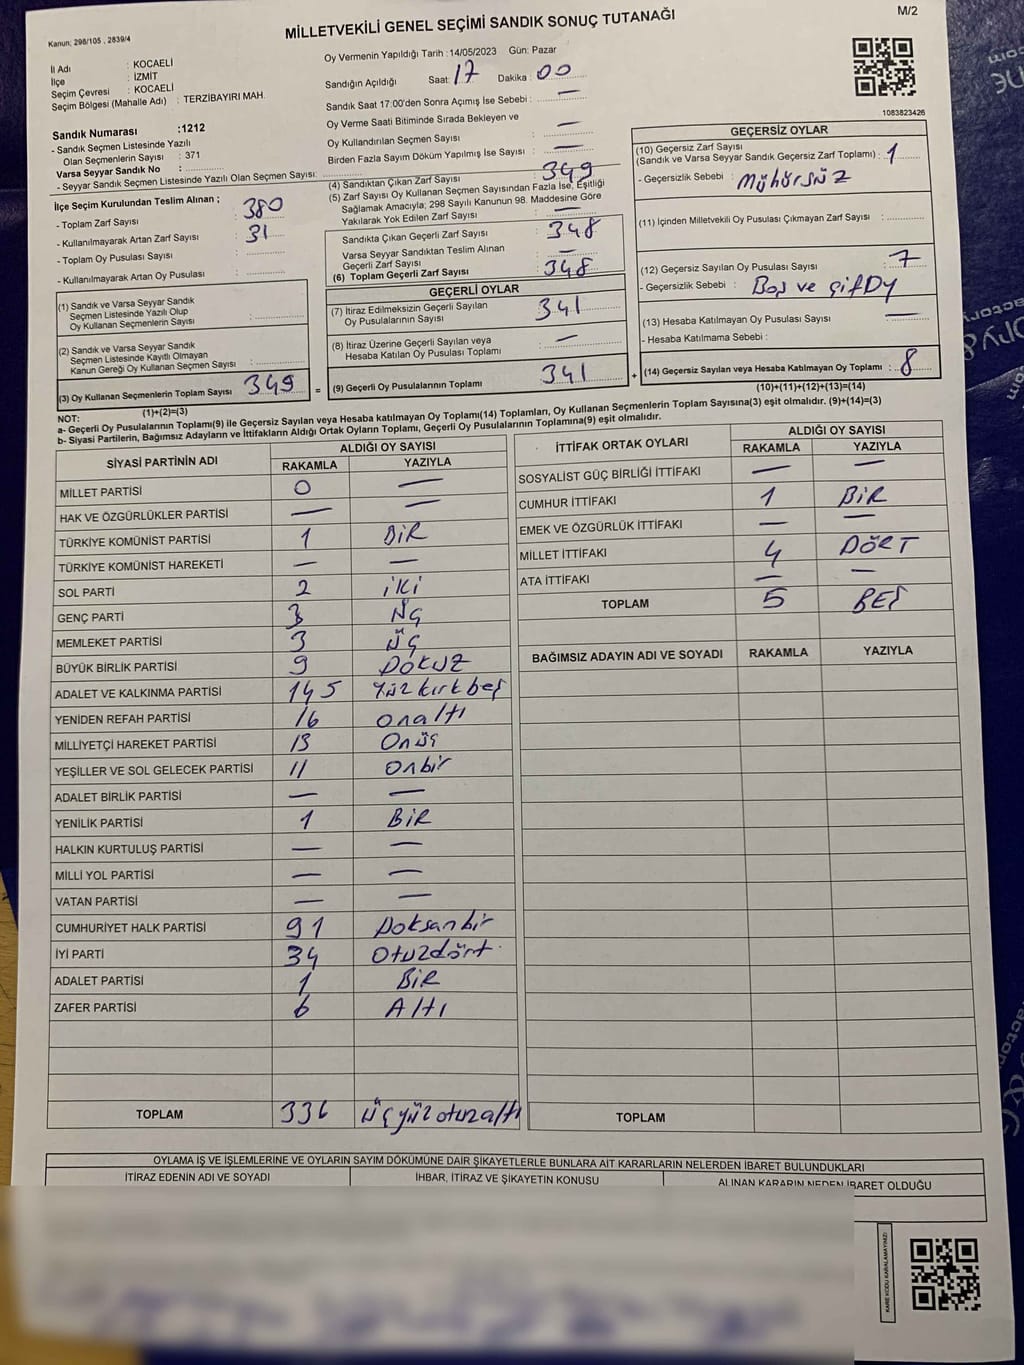 Kanun; 298/105 , 2839/4
MİLLETVEKİLİ GENEL SEÇİMİ SANDIK SONUÇ TUTANAĞI
M/2
İl Adı : KOCAELİ
İlçe : İZMİT
Seçim Çevresi : KOCAELİ
Seçim Bölgesi (Mahalle Adı) : TERZİBAYIRI MAH.
Sandık Numarası :1212
- Sandık Seçmen Listesinde Yazılı
Olan Seçmenlerin Sayısı : 371
Varsa Seyyar Sandık No :
- Seyyar Sandık Seçmen Listesinde Yazılı Olan Seçmen Sayısı:
İlçe Seçim Kurulundan Teslim Alınan ;
- Toplam Zarf Sayısı : 380
- Kullanılmayarak Artan Zarf Sayısı : 31
- Toplam Oy Pusulası Sayısı :
- Kullanılmayarak Artan Oy Pusulası :
(1) Sandık ve Varsa Seyyar Sandık
Seçmen Listesinde Yazılı Olup
Oy Kullanan Seçmenlerin Sayısı :
(2) Sandık ve Varsa Seyyar Sandık
Seçmen Listesinde Kayıtlı Olmayan
Kanun Gereği Oy Kullanan Seçmen Sayısı :
(3) Oy Kullanan Seçmenlerin Toplam Sayısı : 349
(1)+(2)=(3)
Oy Vermenin Yapıldığı Tarih : 14/05/2023 Gün: Pazar
Sandığın Açıldığı Saat: 17 Dakika : 00
Sandık Saat 17:00'den Sonra Açımış İse Sebebi : —
Oy Verme Saati Bitiminde Sırada Bekleyen ve
Oy Kullandırılan Seçmen Sayısı : —
Birden Fazla Sayım Döküm Yapılmış İse Sayısı : —
(4) Sandıktan Çıkan Zarf Sayısı : 349
(5) Zarf Sayısı Oy Kullanan Seçmen Sayısından Fazla İse, Eşitliği
Sağlamak Amacıyla; 298 Sayılı Kanunun 98. Maddesine Göre
Yakılarak Yok Edilen Zarf Sayısı : —
Sandıkta Çıkan Geçerli Zarf Sayısı : 348
Varsa Seyyar Sandıktan Teslim Alınan
Geçerli Zarf Sayısı : —
(6) Toplam Geçerli Zarf Sayısı : 348
GEÇERLİ OYLAR
(7) İtiraz Edilmeksizin Geçerli Sayılan
Oy Pusulalarının Sayısı : 341
(8) İtiraz Üzerine Geçerli Sayılan veya
Hesaba Katılan Oy Pusulası Toplamı : —
= (9) Geçerli Oy Pusulalarının Toplamı : 341 +
1083823426
GEÇERSİZ OYLAR
(10) Geçersiz Zarf Sayısı
(Sandık ve Varsa Seyyar Sandık Geçersiz Zarf Toplamı) : 1
- Geçersizlik Sebebi : Mühürsüz
(11) İçinden Milletvekili Oy Pusulası Çıkmayan Zarf Sayısı :
(12) Geçersiz Sayılan Oy Pusulası Sayısı : 7
- Geçersizlik Sebebi : Boş ve çift oy
(13) Hesaba Katılmayan Oy Pusulası Sayısı : —
- Hesaba Katılmama Sebebi :
(14) Geçersiz Sayılan veya Hesaba Katılmayan Oy Toplamı : 8
(10)+(11)+(12)+(13)=(14)
NOT:
a- Geçerli Oy Pusulalarının Toplamı(9) ile Geçersiz Sayılan veya Hesaba katılmayan Oy Toplamı(14) Toplamları, Oy Kullanan Seçmenlerin Toplam Sayısına(3) eşit olmalıdır. (9)+(14)=(3)
b- Siyasi Partilerin, Bağımsız Adayların ve İttifakların Aldığı Ortak Oyların Toplamı, Geçerli Oy Pusulalarının Toplamına(9) eşit olmalıdır.
SİYASİ PARTİNİN ADI ALDIĞI OY SAYISI
RAKAMLA YAZIYLA
MİLLET PARTİSİ 0 —
HAK VE ÖZGÜRLÜKLER PARTİSİ — —
TÜRKİYE KOMÜNİST PARTİSİ 1 BİR
TÜRKİYE KOMÜNİST HAREKETİ — —
SOL PARTİ 2 iKi
GENÇ PARTİ 3 Üç
MEMLEKET PARTİSİ 3 üç
BÜYÜK BİRLİK PARTİSİ 9 DOKUZ
ADALET VE KALKINMA PARTİSİ 145 Yüz kırk beş
YENİDEN REFAH PARTİSİ 16 onaltı
MİLLİYETÇİ HAREKET PARTİSİ 13 Onüç
YEŞİLLER VE SOL GELECEK PARTİSİ 11 Onbir
ADALET BİRLİK PARTİSİ — —
YENİLİK PARTİSİ 1 BİR
HALKIN KURTULUŞ PARTİSİ — —
MİLLİ YOL PARTİSİ — —
VATAN PARTİSİ — —
CUMHURİYET HALK PARTİSİ 91 Doksanbir
İYİ PARTİ 34 Otuzdört
ADALET PARTİSİ 1 BİR
ZAFER PARTİSİ 6 Altı
TOPLAM 336 üçyüz otuzaltı
İTTİFAK ORTAK OYLARI ALDIĞI OY SAYISI
RAKAMLA YAZIYLA
SOSYALİST GÜÇ BİRLİĞİ İTTİFAKI — —
CUMHUR İTTİFAKI 1 BİR
EMEK VE ÖZGÜRLÜK İTTİFAKI — —
MİLLET İTTİFAKI 4 DÖRT
ATA İTTİFAKI — —
TOPLAM 5 BEŞ
BAĞIMSIZ ADAYIN ADI VE SOYADI RAKAMLA YAZIYLA
TOPLAM
OYLAMA İŞ VE İŞLEMLERİNE VE OYLARIN SAYIM DÖKÜMÜNE DAİR ŞİKAYETLERLE BUNLARA AİT KARARLARIN NELERDEN İBARET BULUNDUKLARI
İTİRAZ EDENİN ADI VE SOYADI İHBAR, İTİRAZ VE ŞİKAYETİN KONUSU ALINAN KARARIN NEDEN İBARET OLDUĞU
KARE KODU KARALAMAYINIZ!